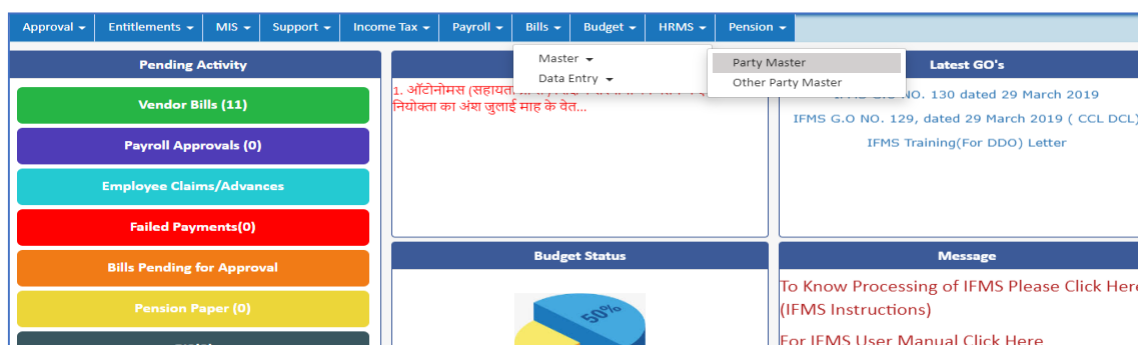 Approval
Entitlements
MIS
Support
Income Tax
Payroll
Bills
Budget
HRMS
Pension
Master
Data Entry
Party Master
Other Party Master
Pending Activity
Vendor Bills (11)
Payroll Approvals (0)
Employee Claims/Advances
Failed Payments(0)
Bills Pending for Approval
Pension Paper (0)
1. ऑटोनोमस (सहायता
नियोक्ता का अंश जुलाई माह के वेत...
Budget Status
50%
Latest GO's
NO. 130 dated 29 March 2019
IFMS G.O NO. 129, dated 29 March 2019 ( CCL DCL)
IFMS Training(For DDO) Letter
Message
To Know Processing of IFMS Please Click Here
(IFMS Instructions)
For IFMS User Manual Click Here